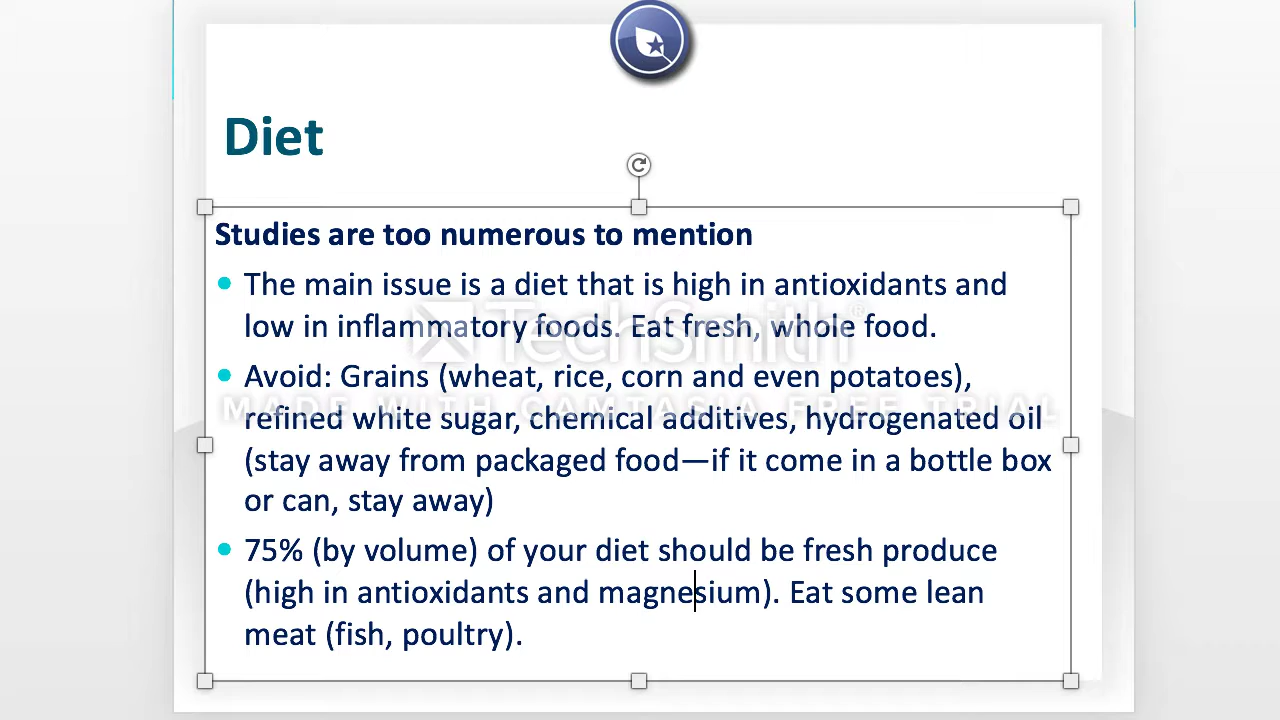 Diet
Studies are too numerous to mention
The main issue is a diet that is high in antioxidants and
low in inflammatory foods. Eat fresh, whole food.
TechSmith®
Avoid: Grains (wheat, rice, corn and even potatoes),
MADE WITH CAMTASIA FREE TRIAL
refined white sugar, chemical additives, hydrogenated oil
(stay away from packaged food—if it come in a bottle box
or can, stay away)
75% (by volume) of your diet should be fresh produce
(high in antioxidants and magnesium). Eat some lean
meat (fish, poultry).